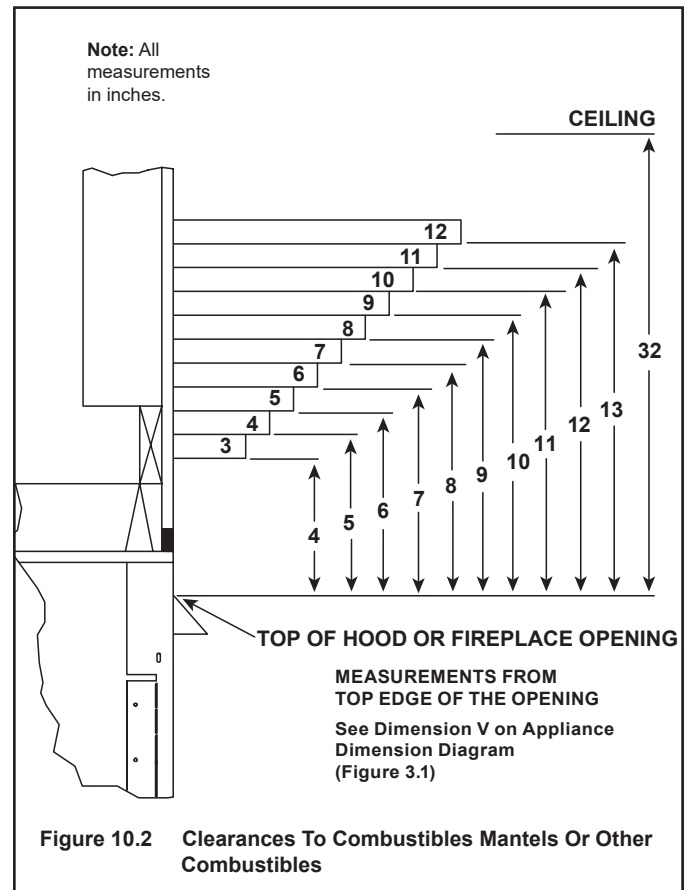 Note: All
measurements
in inches.
CEILING
12
11
10
9
8
7
6
5
4
3
4
5
6
7
8
9
10
11
12
13
32
TOP OF HOOD OR FIREPLACE OPENING
MEASUREMENTS FROM
TOP EDGE OF THE OPENING
See Dimension V on Appliance
Dimension Diagram
(Figure 3.1)
Figure 10.2 Clearances To Combustibles Mantels Or Other
Combustibles